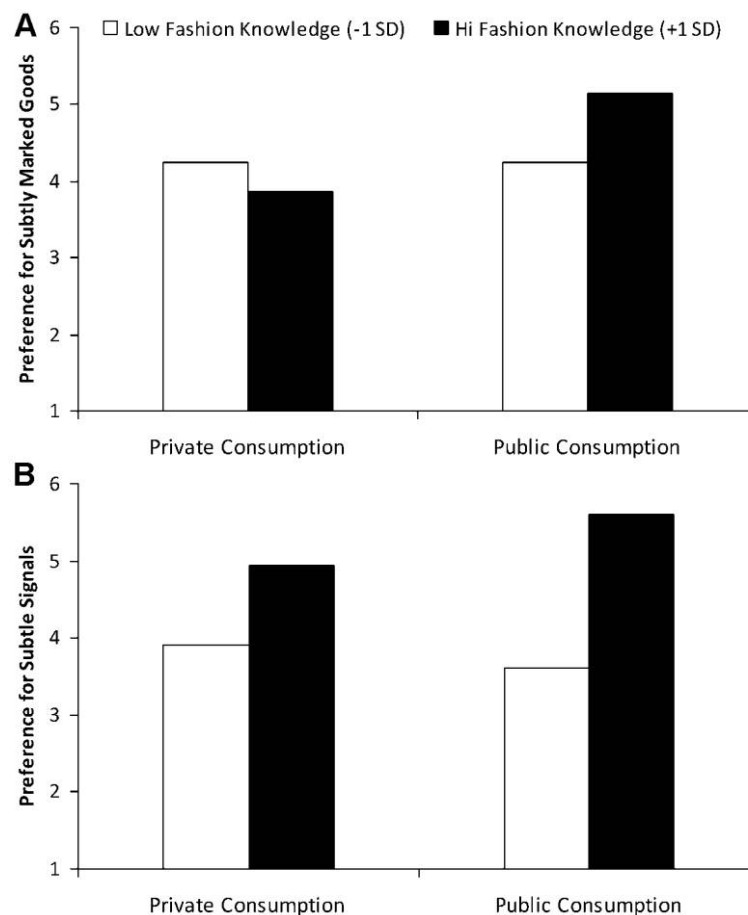 A
6
Low Fashion Knowledge (-1 SD)
Hi Fashion Knowledge (+1 SD)
Preference for Subtly Marked Goods
5
4
3
2
1
Private Consumption
Public Consumption
B
6
Preference for Subtle Signals
5
4
3
2
1
Private Consumption
Public Consumption